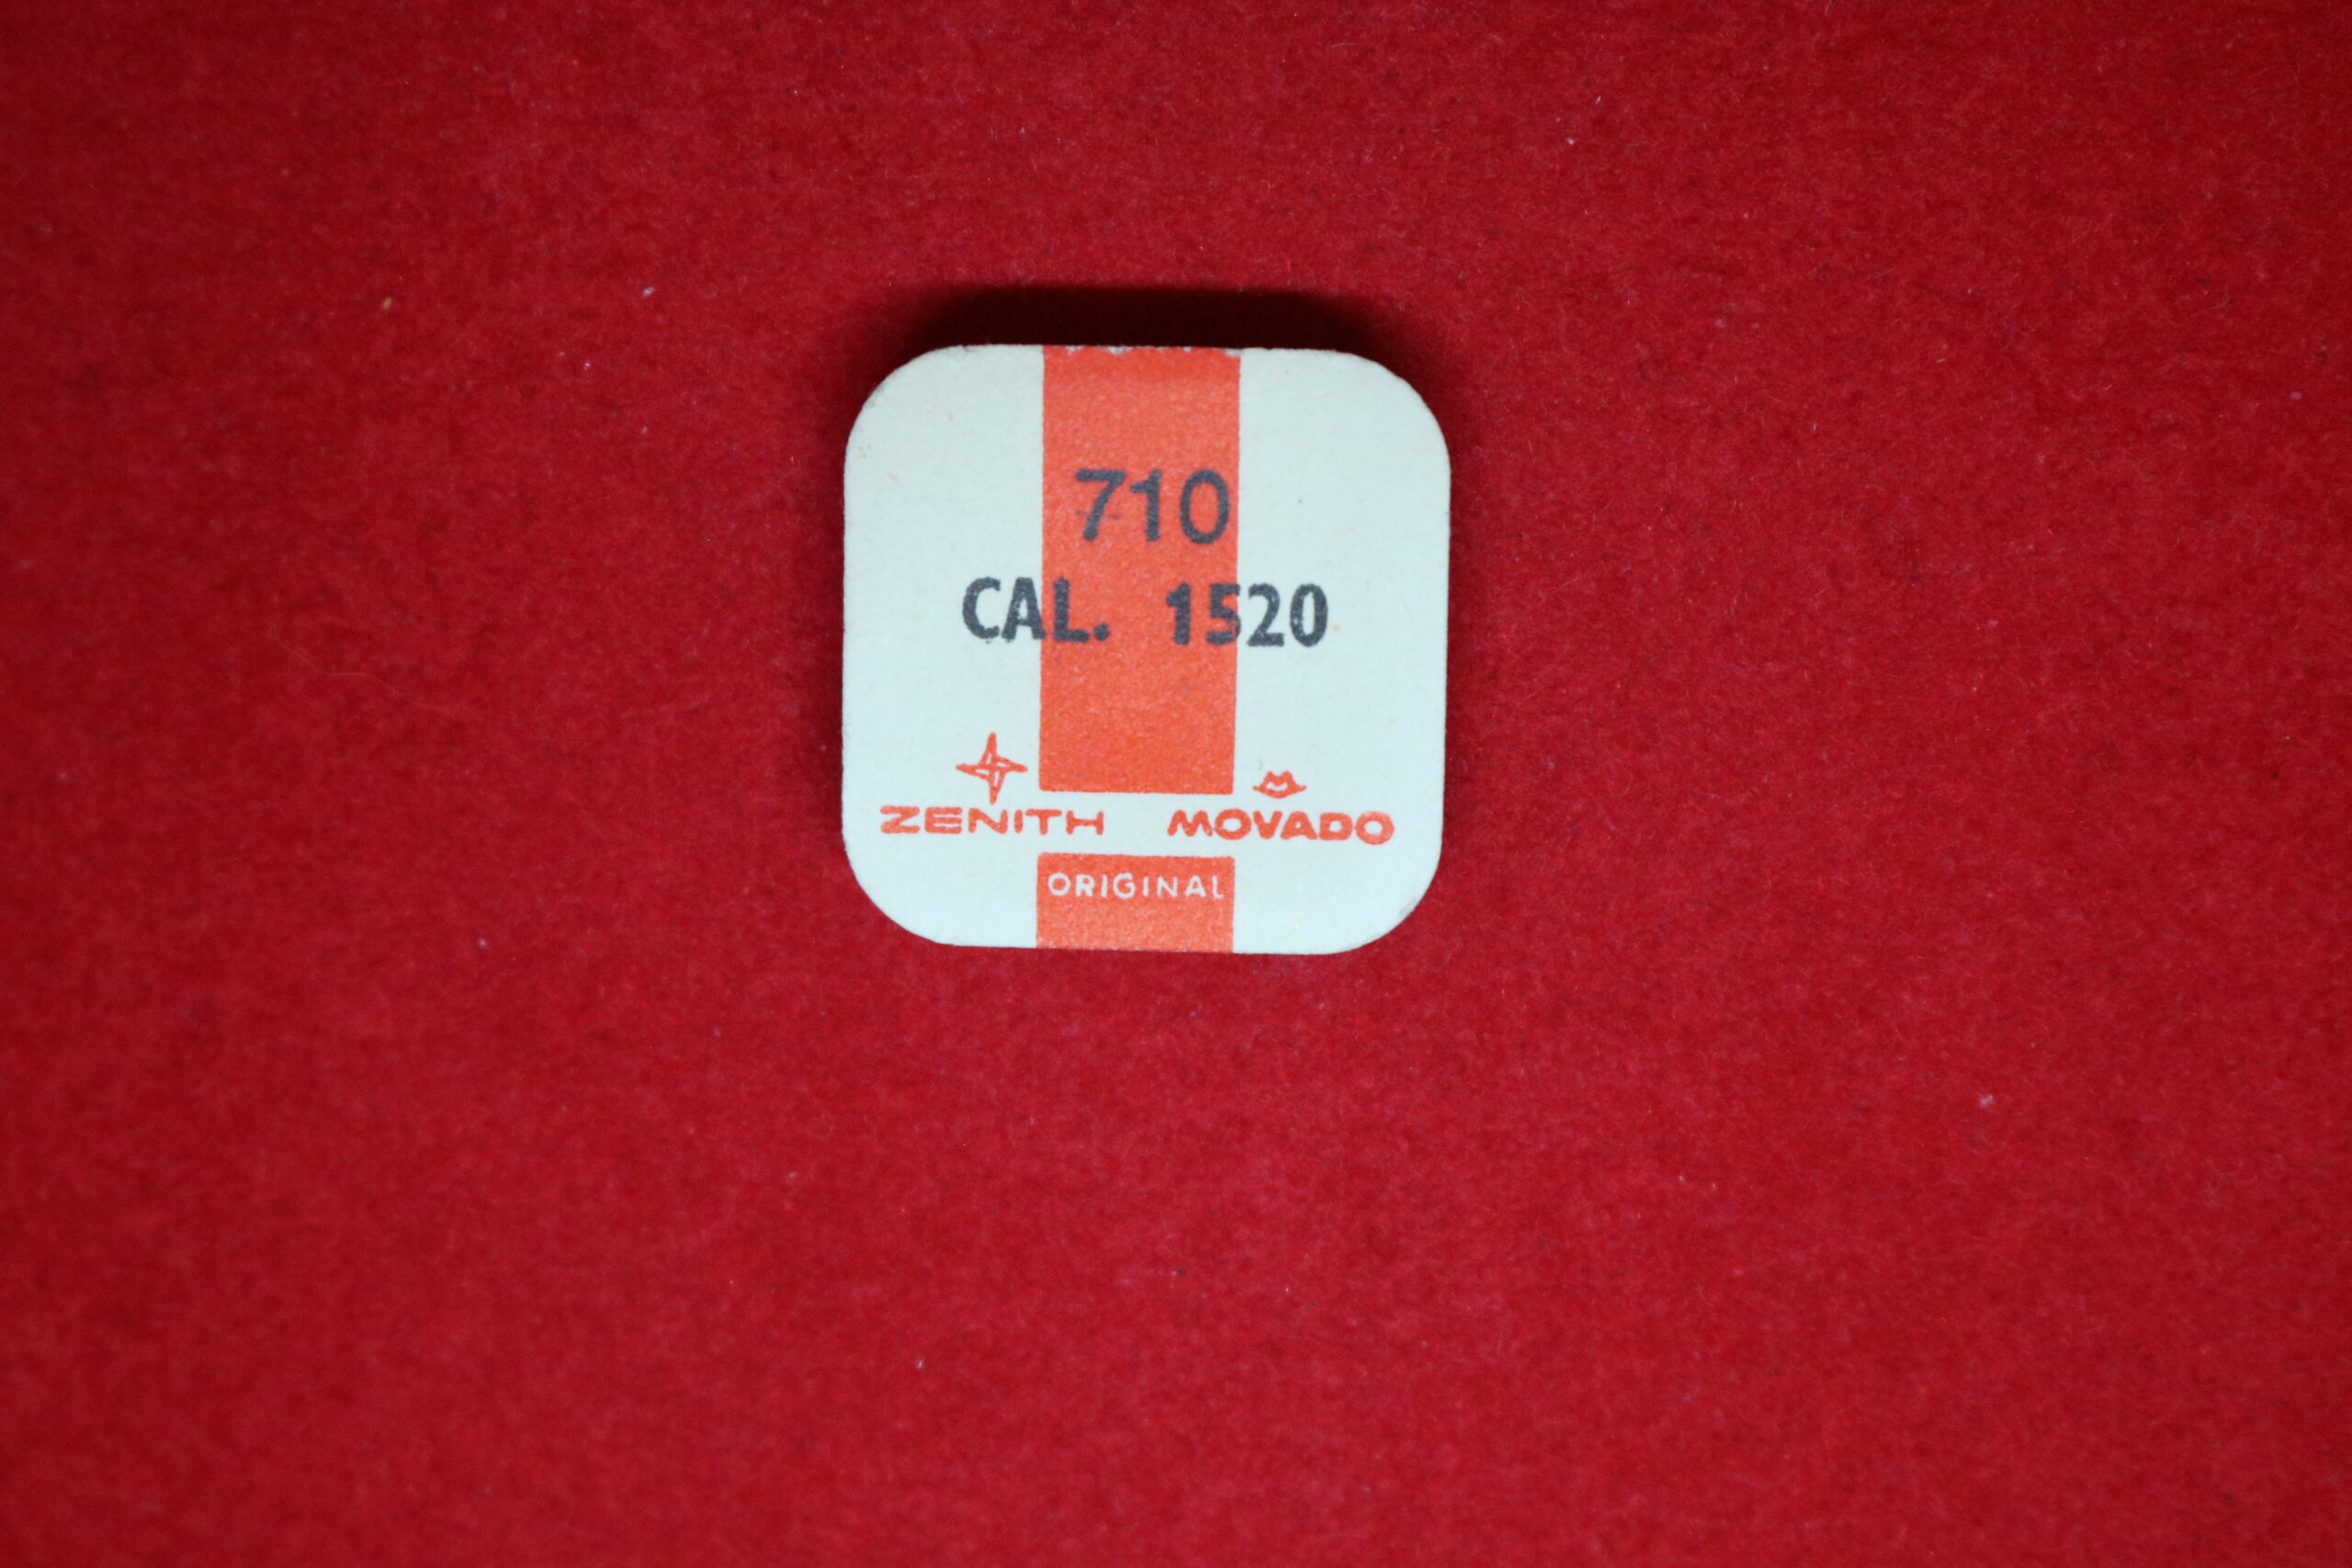 710
CAL. 1520
ZENITH MOVADO
ORIGINAL